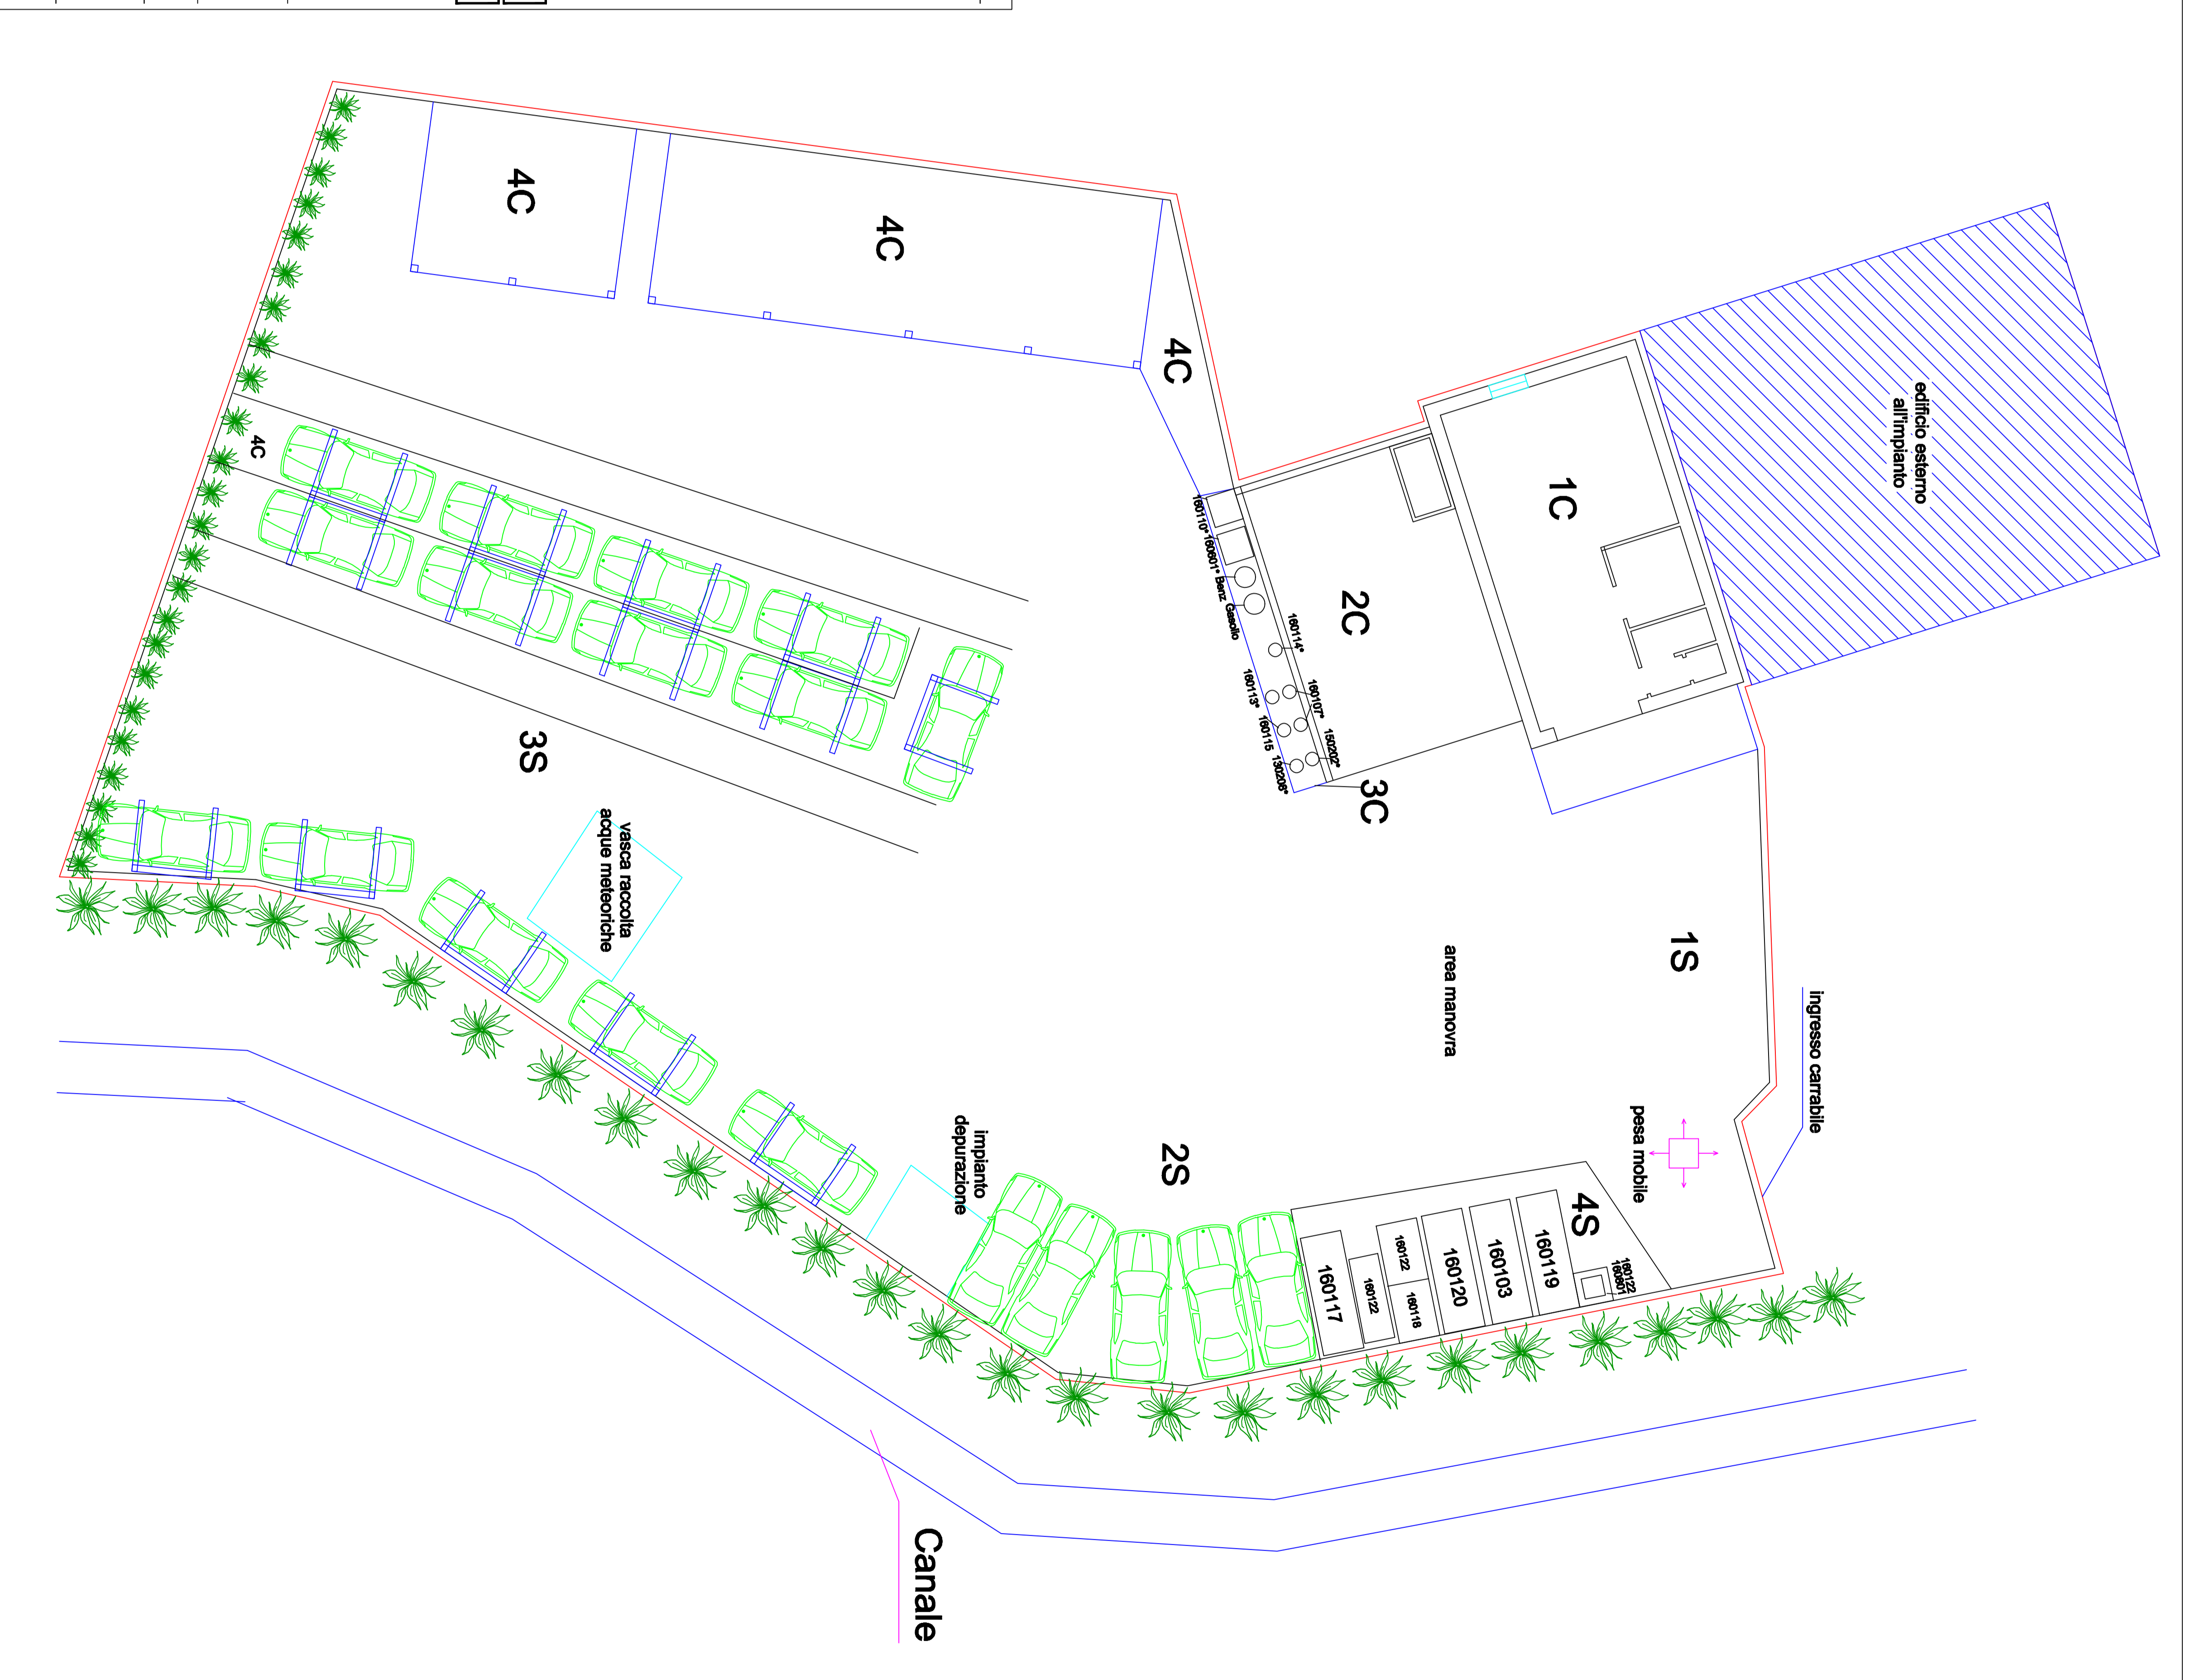 edificio esterno
all'impianto
1C
2C
3C
4C
4C
4C
4C
160110*
160601*
Benz
Gasolio
160114*
160107*
150202*
160113*
160115
130208*
1S
ingresso carrabile
area manovra
pesa mobile
4S
160122
160801
160119
160103
160120
160122
160118
160122
160117
2S
3S
vasca raccolta
acque meteoriche
impianto
depurazione
Canale